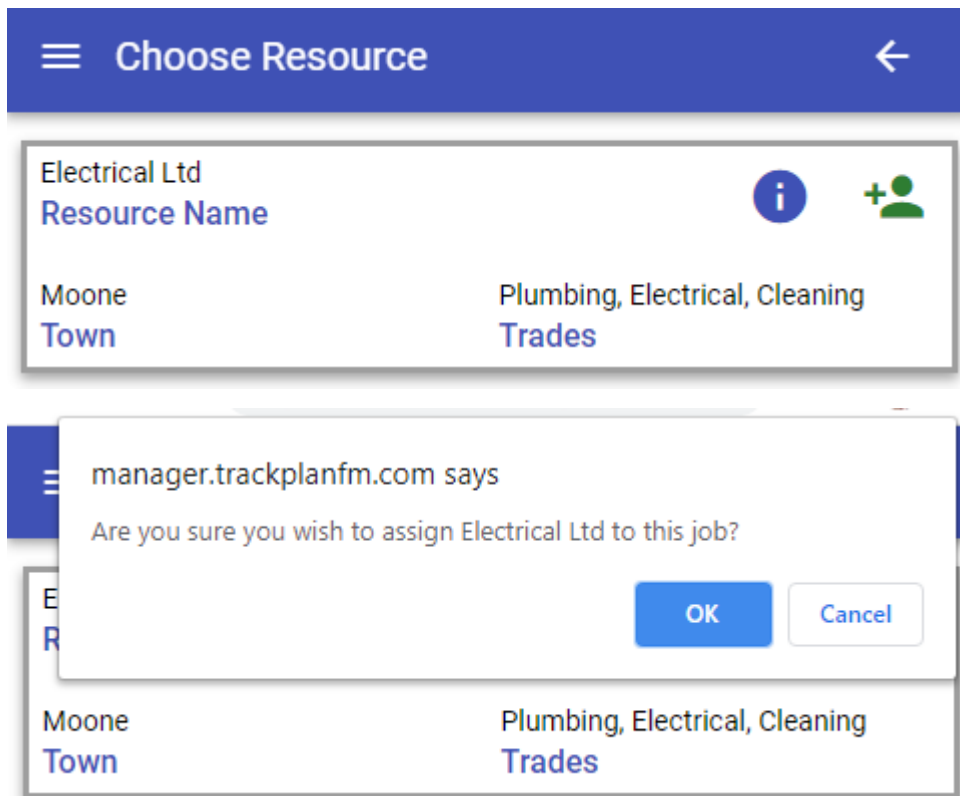 Choose Resource
Electrical Ltd
Resource Name
Moone
Plumbing, Electrical, Cleaning
Town
Trades
manager.trackplanfm.com says
Are you sure you wish to assign Electrical Ltd to this job?
OK
Cancel
E
R
Moone
Plumbing, Electrical, Cleaning
Town
Trades